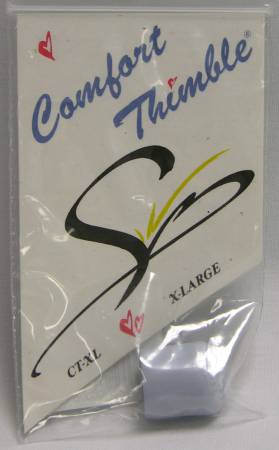 Comfort
Thimble®
CT-XL
X-LARGE